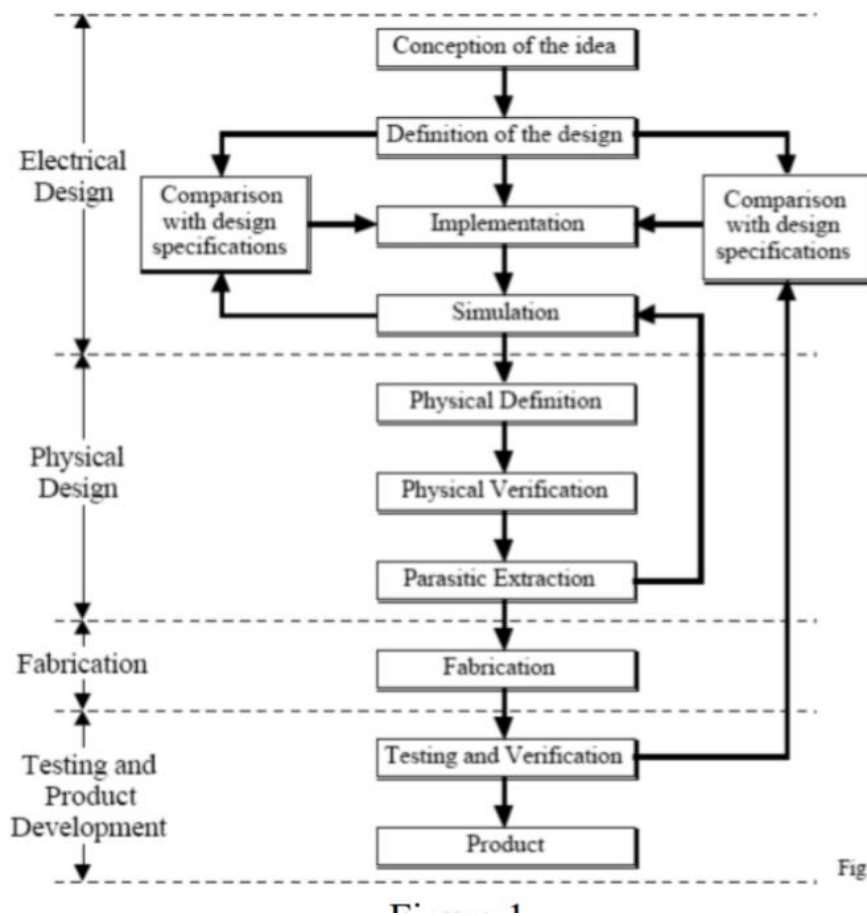 Conception of the idea
Definition of the design
Electrical
Design
Comparison
with design
specifications
Implementation
Comparison
with design
specifications
Simulation
Physical Definition
Physical
Design
Physical Verification
Parasitic Extraction
Fabrication
Fabrication
Testing and
Product
Development
Testing and Verification
Product
Fig